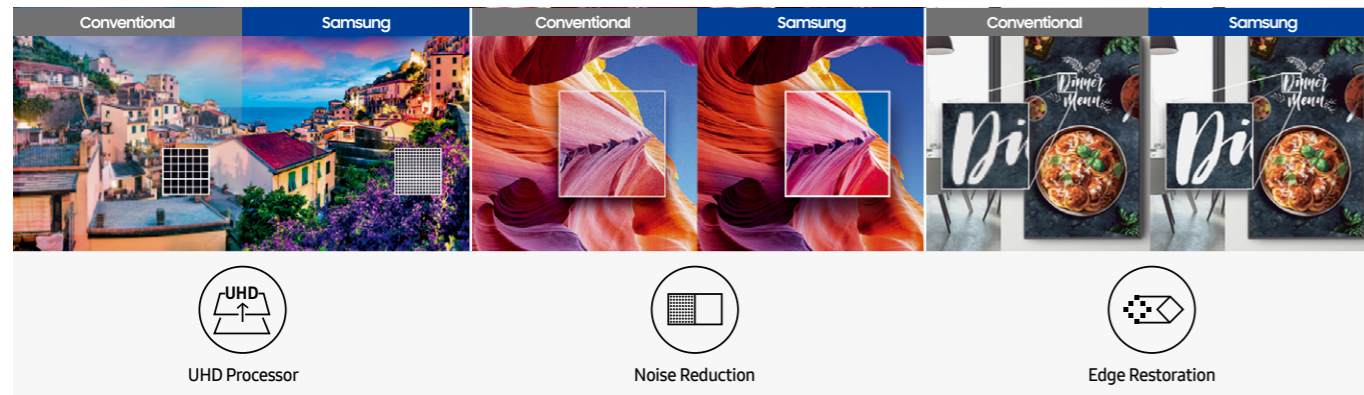 Conventional
Samsung
Conventional
Samsung
Conventional
Samsung
Dinner
Menu
Di
Dinner
Menu
Di
UHD
UHD Processor
Noise Reduction
Edge Restoration